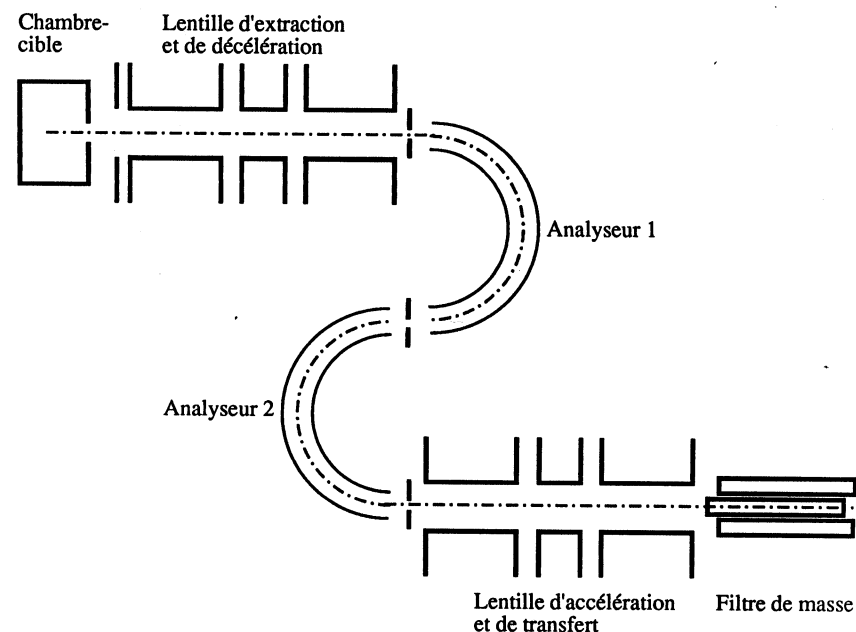 Chambre-
cible
Lentille d'extraction
et de décélération
Analyseur 1
Analyseur 2
Lentille d'accélération
et de transfert
Filtre de masse